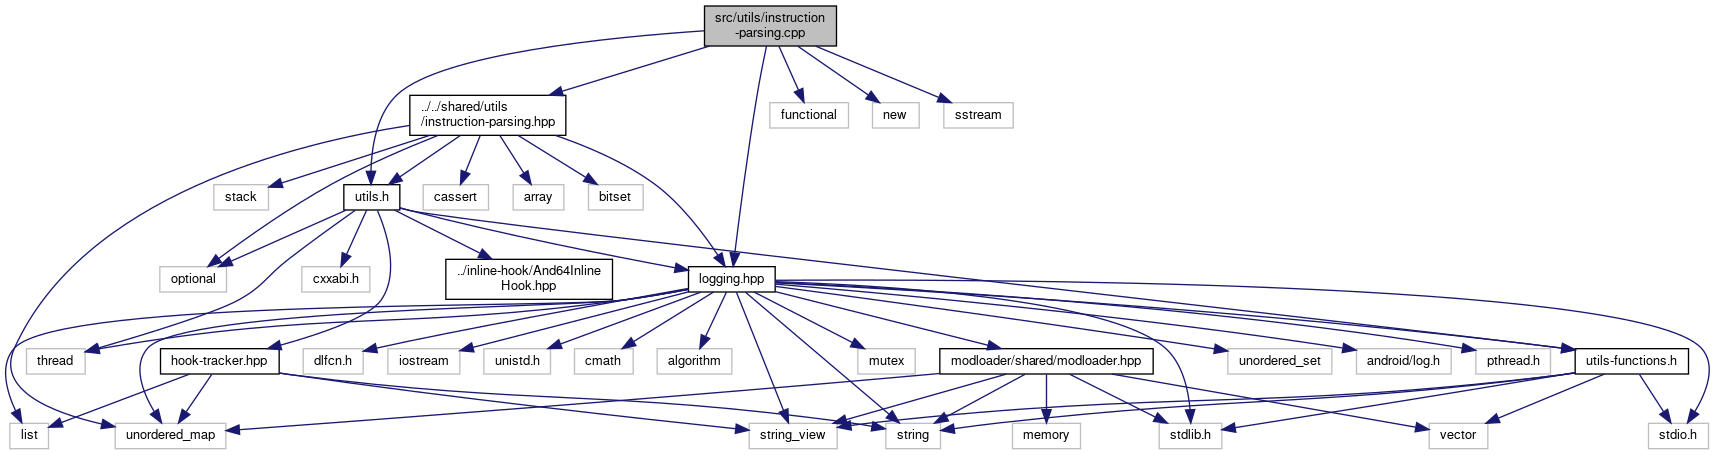 src/utils/instruction
-parsing.cpp
../../shared/utils
/instruction-parsing.hpp
functional
new
sstream
stack
utils.h
cassert
array
bitset
optional
cxxabi.h
../inline-hook/And64Inline
Hook.hpp
logging.hpp
thread
hook-tracker.hpp
dlfcn.h
iostream
unistd.h
cmath
algorithm
mutex
modloader/shared/modloader.hpp
unordered_set
android/log.h
pthread.h
utils-functions.h
list
unordered_map
string_view
string
memory
stdlib.h
vector
stdio.h